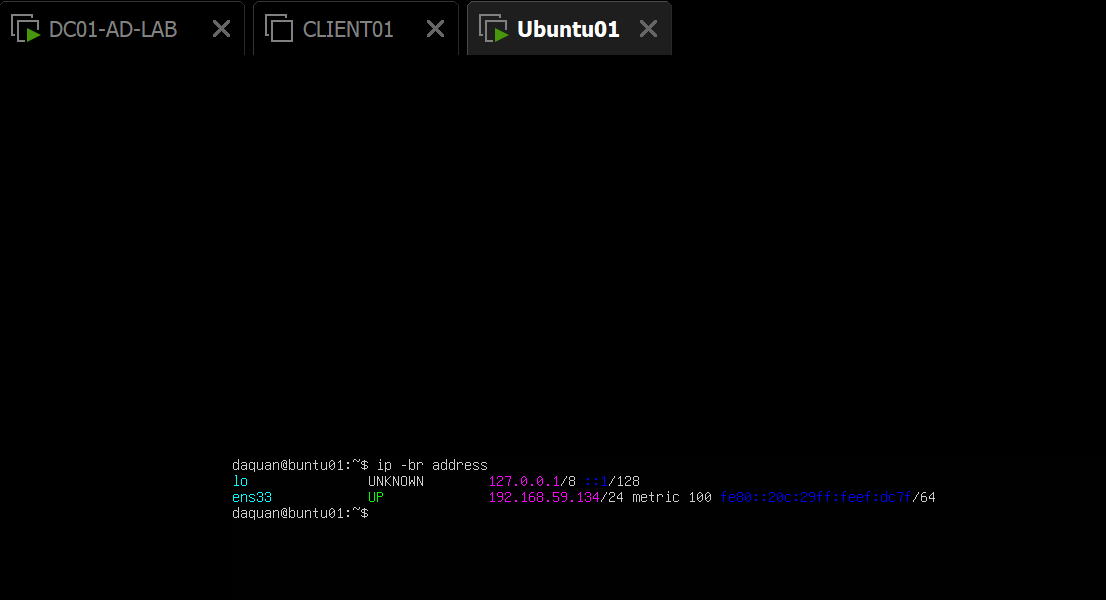 DC01-AD-LAB
CLIENT01
Ubuntu01
daquan@buntu01:~$ ip -br address
lo UNKNOWN 127.0.0.1/8 ::1/128
ens33 UP 192.168.59.134/24 metric 100 fe80::20c:29ff:feef:dc7f/64
daquan@buntu01:~$